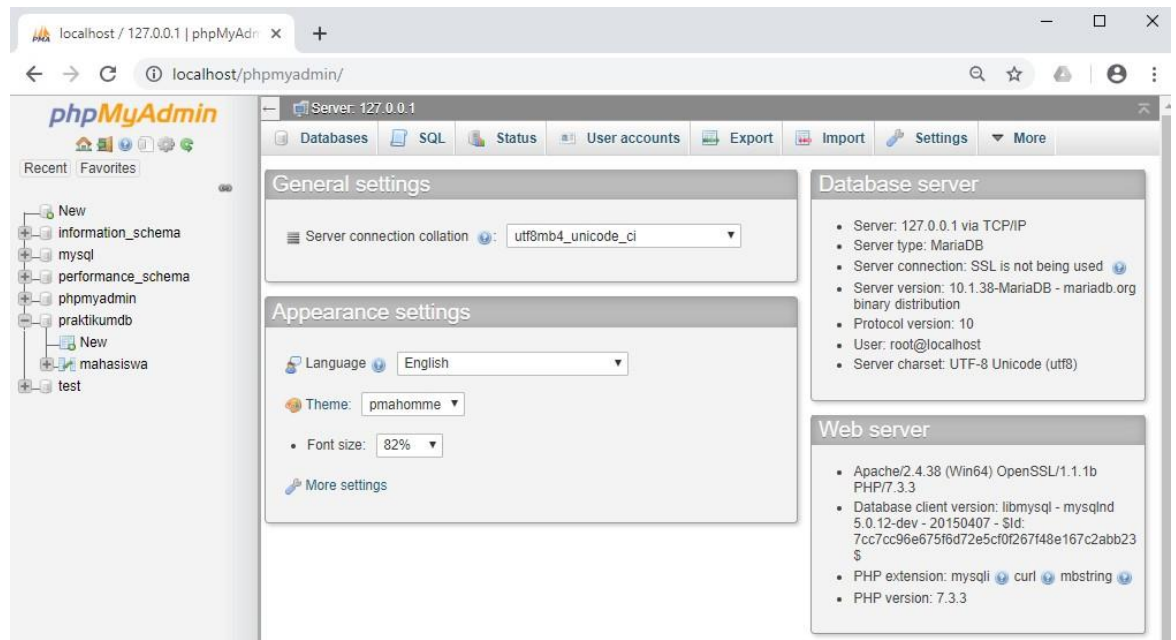 localhost / 127.0.0.1 | phpMyAdm
localhost/phpmyadmin/
phpMyAdmin
Recent Favorites
New
information_schema
mysql
performance_schema
phpmyadmin
praktikumdb
New
mahasiswa
test
Server: 127.0.0.1
Databases SQL Status User accounts Export Import Settings More
General settings
Server connection collation : utf8mb4_unicode_ci
Appearance settings
Language English
Theme: pmahomme
• Font size: 82%
More settings
Database server
• Server: 127.0.0.1 via TCP/IP
• Server type: MariaDB
• Server connection: SSL is not being used
• Server version: 10.1.38-MariaDB - mariadb.org
binary distribution
• Protocol version: 10
• User: root@localhost
• Server charset: UTF-8 Unicode (utf8)
Web server
• Apache/2.4.38 (Win64) OpenSSL/1.1.1b
PHP/7.3.3
• Database client version: libmysql - mysqlnd
5.0.12-dev - 20150407 - $Id:
7cc7cc96e675f6d72e5cf0f267f48e167c2abb23
$
• PHP extension: mysqli curl mbstring
• PHP version: 7.3.3